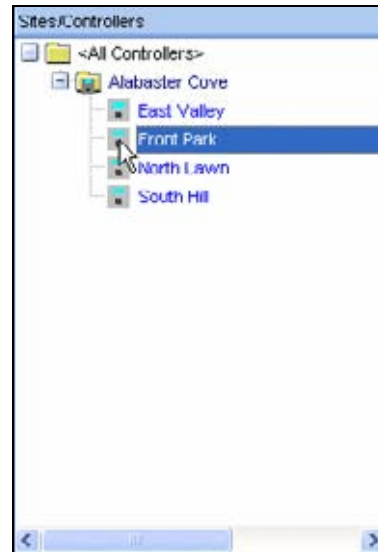 Sites/Controllers
<All Controllers>
Alabaster Cove
East Valley
Front Park
North Lawn
South Hill